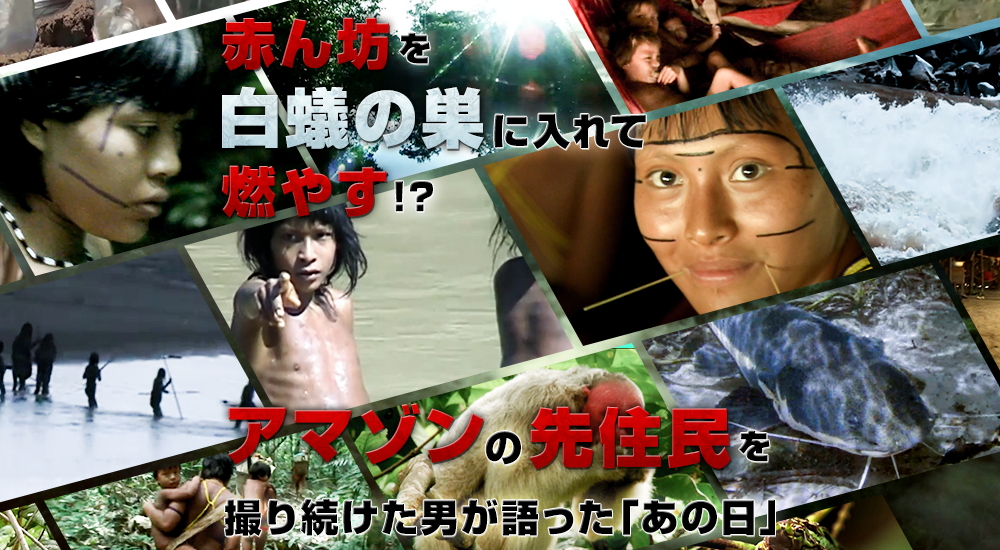 赤ん坊を
白蟻の巣に入れて
燃やす!?
アマゾンの先住民を
撮り続けた男が語った「あの日」